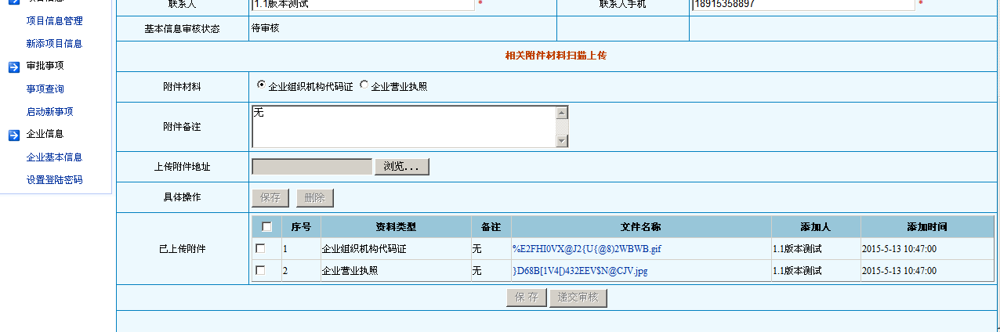 联系人 1.1版本测试 * 联系人手机 18915358897 *
项目信息管理
基本信息审核状态 待审核
新添项目信息
相关附件材料扫描上传
审批事项
附件材料 企业组织机构代码证 企业营业执照
事项查询
启动新事项
附件备注 无
企业信息
企业基本信息
上传附件地址 浏览...
设置登陆密码
具体操作 保存 删除
序号 资料类型 备注 文件名称 添加人 添加时间
已上传附件
1 企业组织机构代码证 无 %E2FHI0VX@J2{U{@8)2WBWB.gif 1.1版本测试 2015-5-13 10:47:00
2 企业营业执照 无 }D68B[1V4[)432EEV$N@CJV.jpg 1.1版本测试 2015-5-13 10:47:00
保 存 递交审核